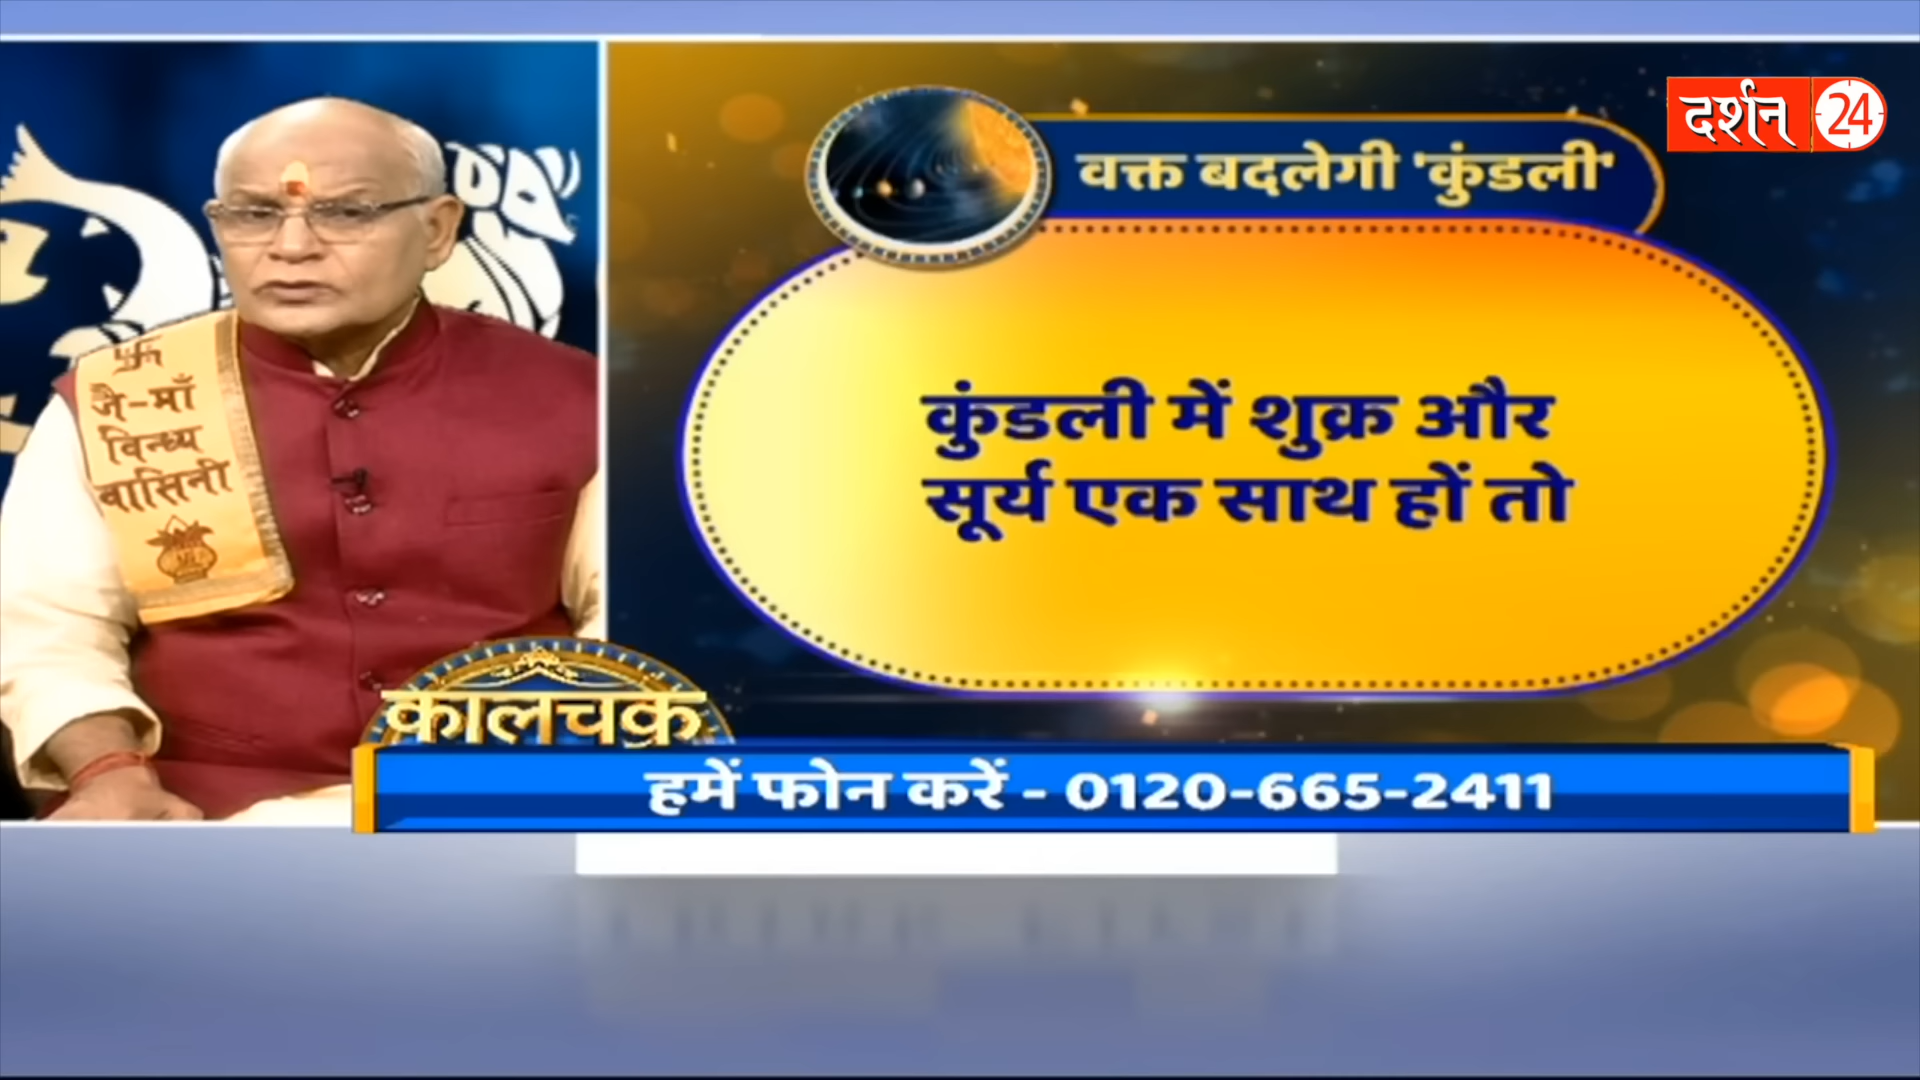 दर्शन 24
वक्त बदलेगी 'कुंडली'
कुंडली में शुक्र और
सूर्य एक साथ हों तो
जै-माँ
विन्ध्य
वासिनी
कालचक्र
हमें फोन करें - 0120-665-2411